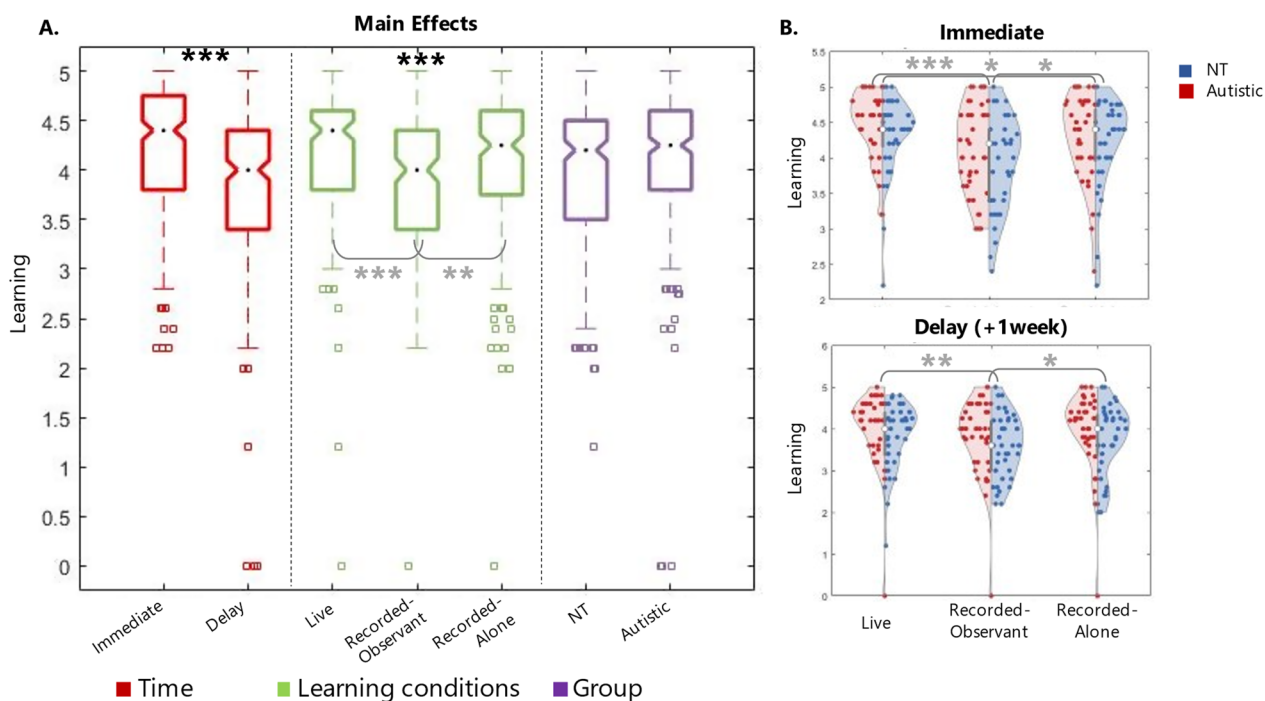 A.
Main Effects
***
***
5
4.5
4
3.5
3
2.5
2
1.5
1
0.5
0
Learning
***
**
Immediate
Delay
Live
Recorded-
Observant
Recorded-
Alone
NT
Autistic
Time
Learning conditions
Group
B.
Immediate
*** * *
5.5
5
4.5
4
3.5
3
2.5
2
Learning
NT
Autistic
Delay (+1week)
** *
6
5
4
3
2
1
0
Learning
Live
Recorded-
Observant
Recorded-
Alone